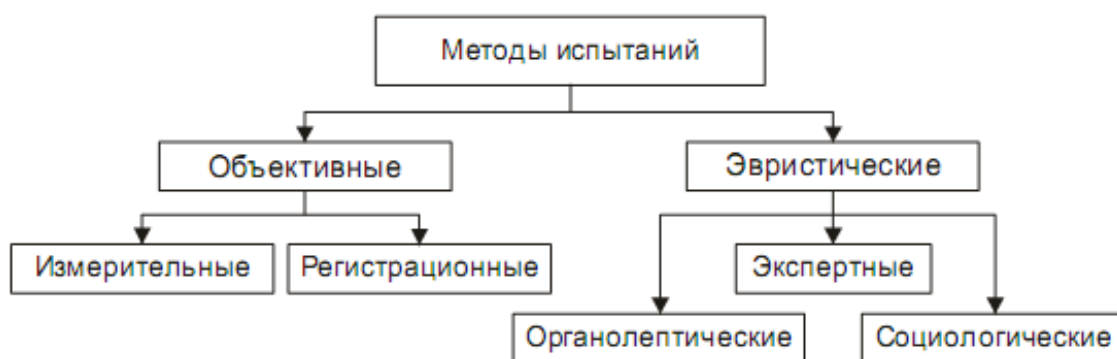 Методы испытаний
Объективные
Эвристические
Измерительные
Регистрационные
Экспертные
Органолептические
Социологические